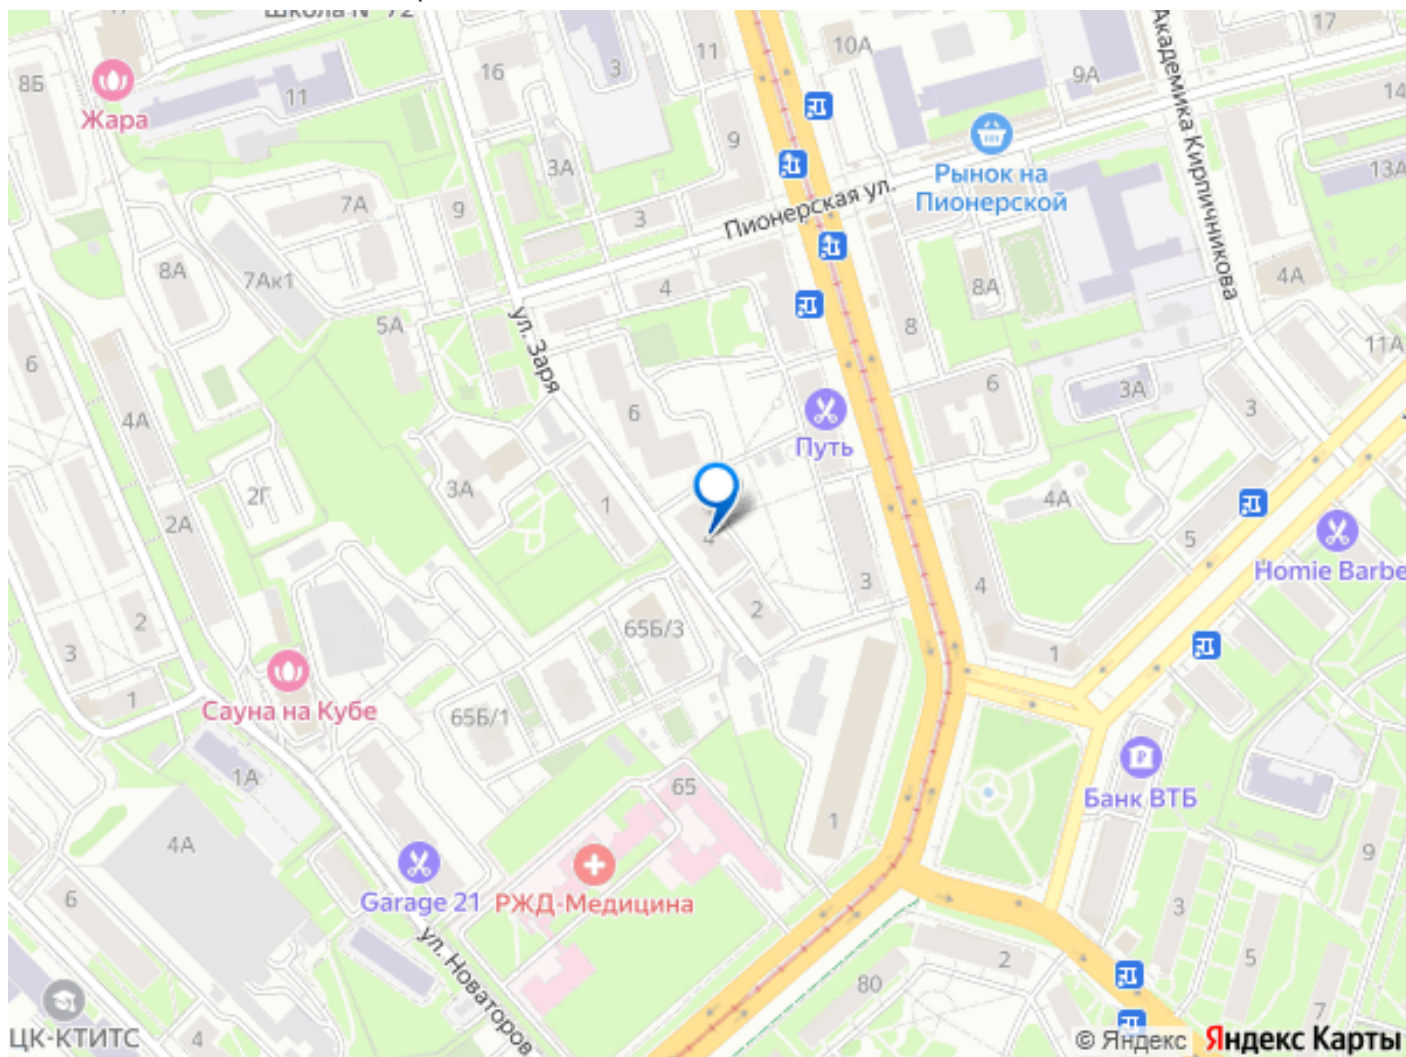 Школа № 72
17
Академика Кирпичникова
11
10А
16
3
8Б
9А
11
14
Жара
9
Рынок на
Пионерской
3А
13А
7А
9
3
Пионерская ул.
8А
7Ак1
4
8А
4А
5А
ул. Заря
8
11А
6
6
3А
6
3
4А
Путь
3А
2Г
1
4А
2А
4
5
Homie Barbe
3
4
2
2
65Б/3
3
1
1
Сауна на Кубе
65Б/1
1А
65
Банк ВТБ
1
4А
9
Garage 21
РЖД-Медицина
6
3
ул. Новаторов
2
5
80
7
ЦК-КТИТС
4
© Яндекс
Яндекс Карты